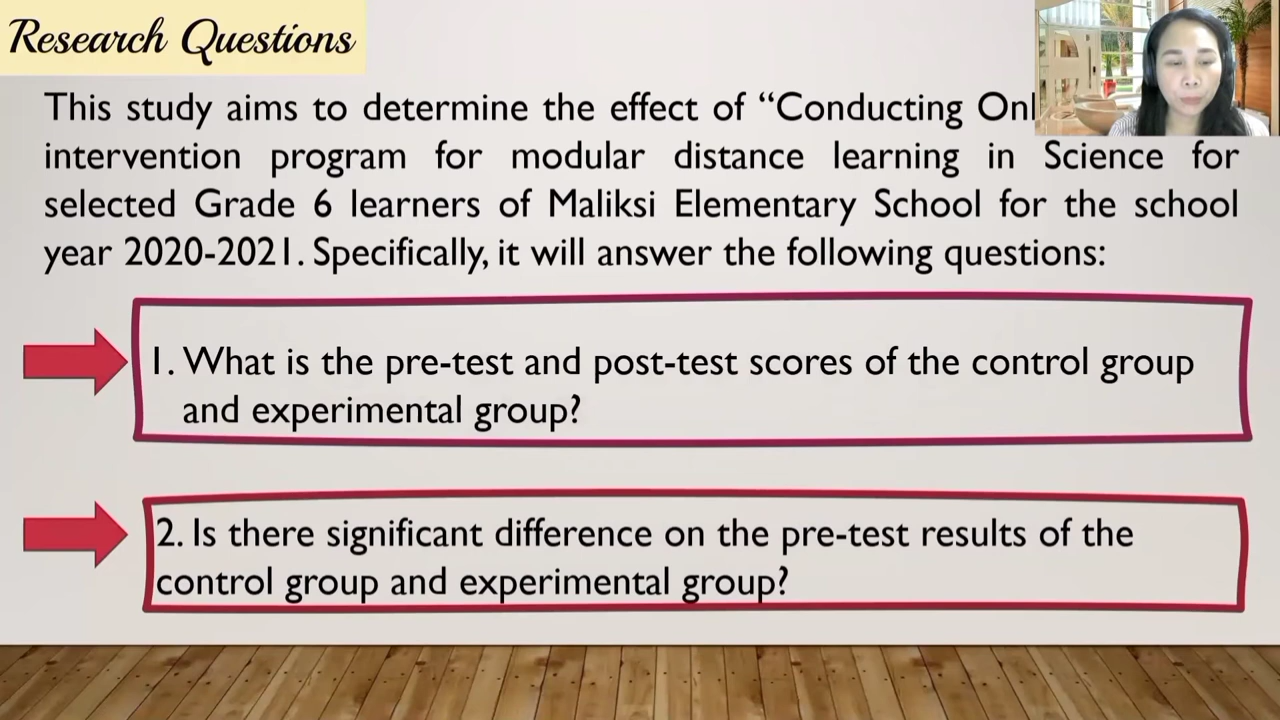 Research Questions
This study aims to determine the effect of “Conducting
intervention program for modular distance learning in Science for
selected Grade 6 learners of Maliksi Elementary School for the school
year 2020-2021. Specifically, it will answer the following questions:
1. What is the pre-test and post-test scores of the control group
and experimental group?
2. Is there significant difference on the pre-test results of the
control group and experimental group?